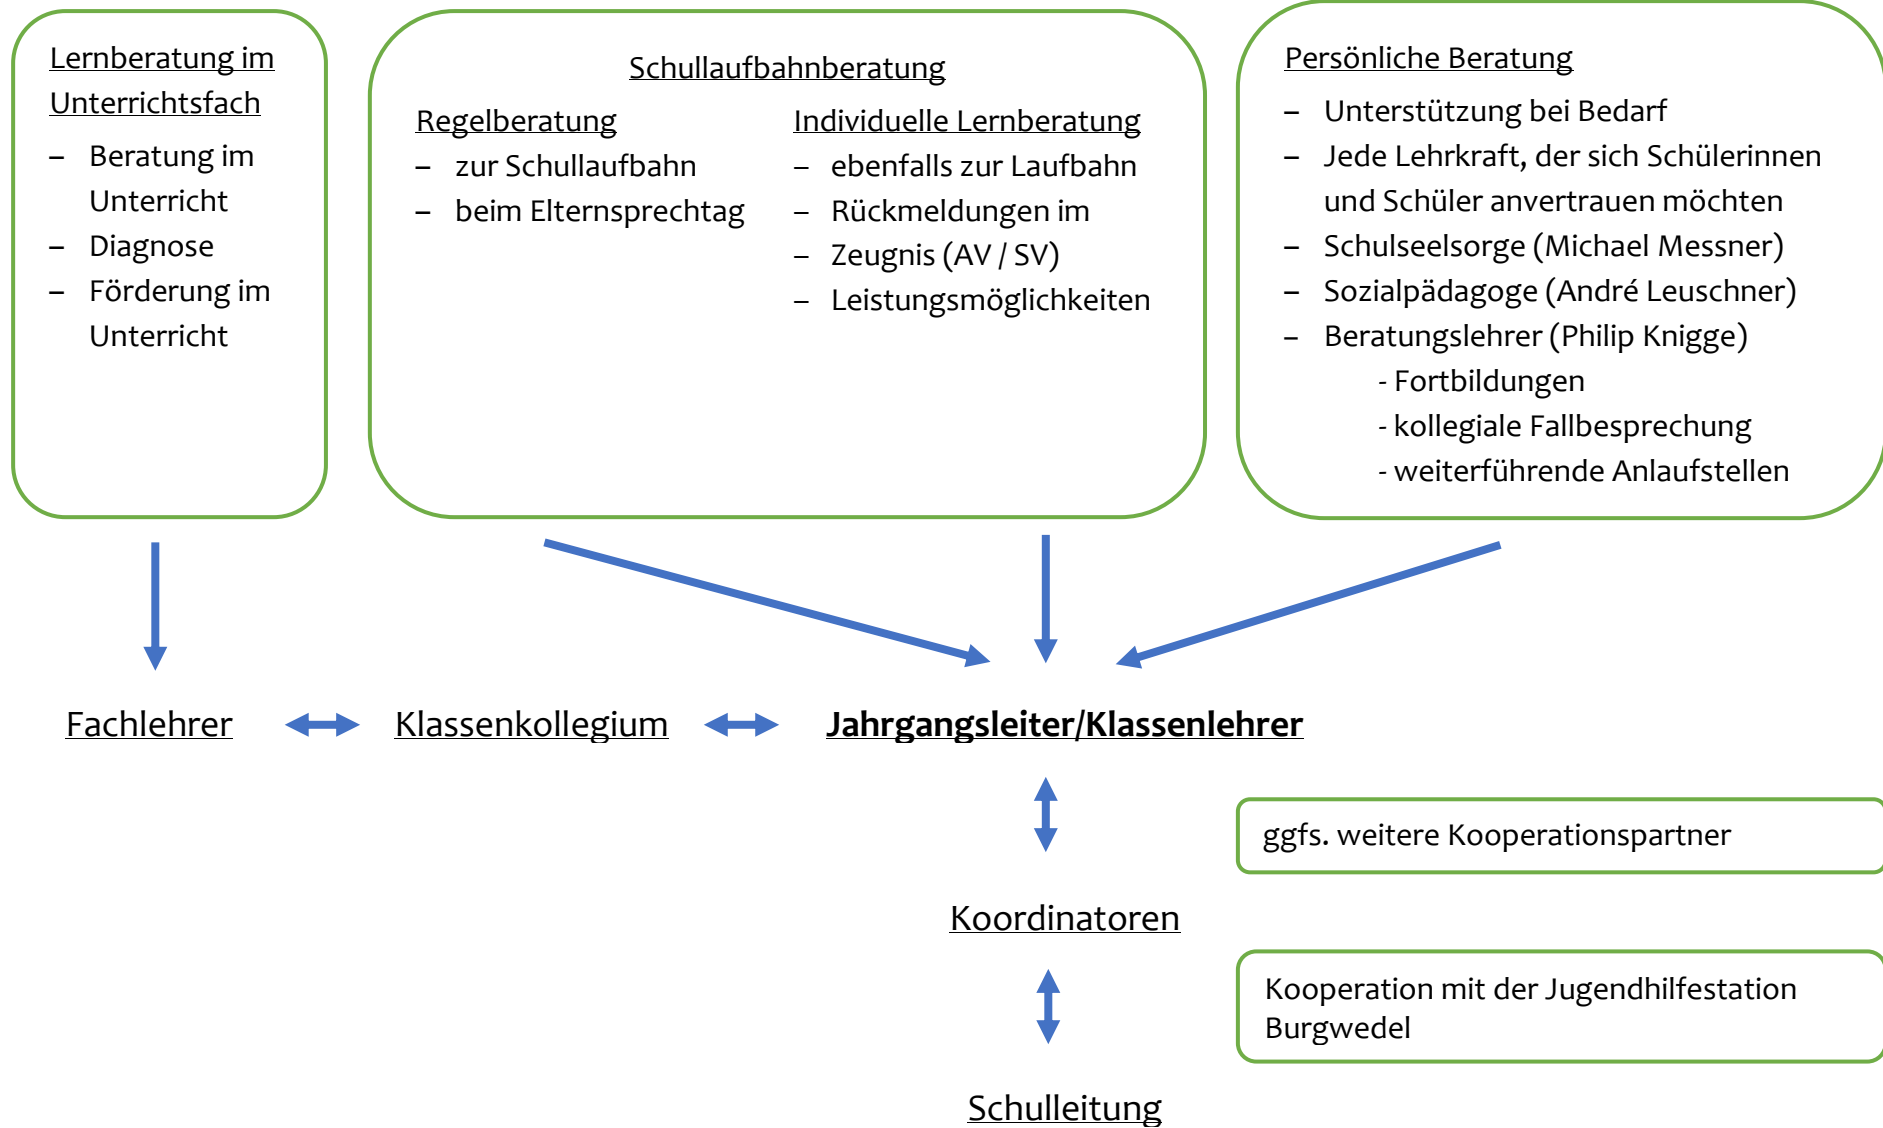 Lernberatung im
Unterrichtsfach
– Beratung im
Unterricht
– Diagnose
– Förderung im
Unterricht
Schullaufbahnberatung
Regelberatung
– zur Schullaufbahn
– beim Elternsprechtag
Individuelle Lernberatung
– ebenfalls zur Laufbahn
– Rückmeldungen im
– Zeugnis (AV / SV)
– Leistungsmöglichkeiten
Persönliche Beratung
– Unterstützung bei Bedarf
– Jede Lehrkraft, der sich Schülerinnen
und Schüler anvertrauen möchten
– Schulseelsorge (Michael Messner)
– Sozialpädagoge (André Leuschner)
– Beratungslehrer (Philip Knigge)
- Fortbildungen
- kollegiale Fallbesprechung
- weiterführende Anlaufstellen
Fachlehrer
Klassenkollegium
Jahrgangsleiter/Klassenlehrer
ggfs. weitere Kooperationspartner
Koordinatoren
Kooperation mit der Jugendhilfestation
Burgwedel
Schulleitung